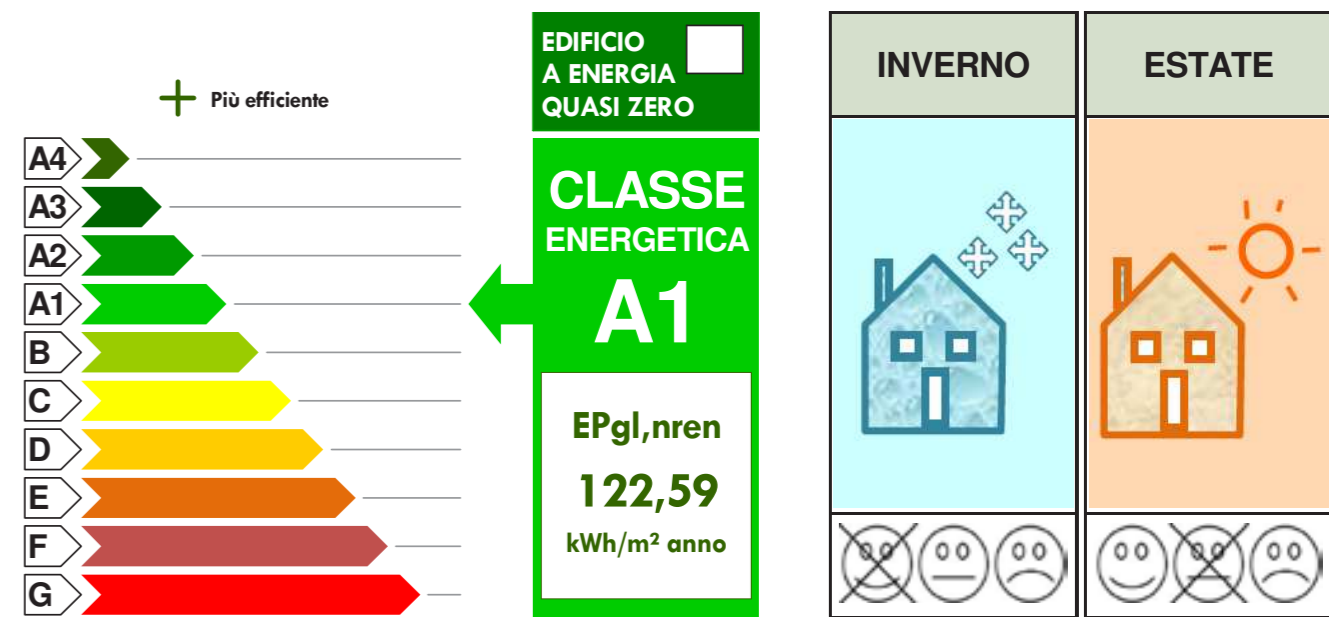 Più efficiente
A4
A3
A2
A1
B
C
D
E
F
G
EDIFICIO
A ENERGIA
QUASI ZERO
CLASSE
ENERGETICA
A1
EPgl,nren
122,59
kWh/m² anno
INVERNO
ESTATE